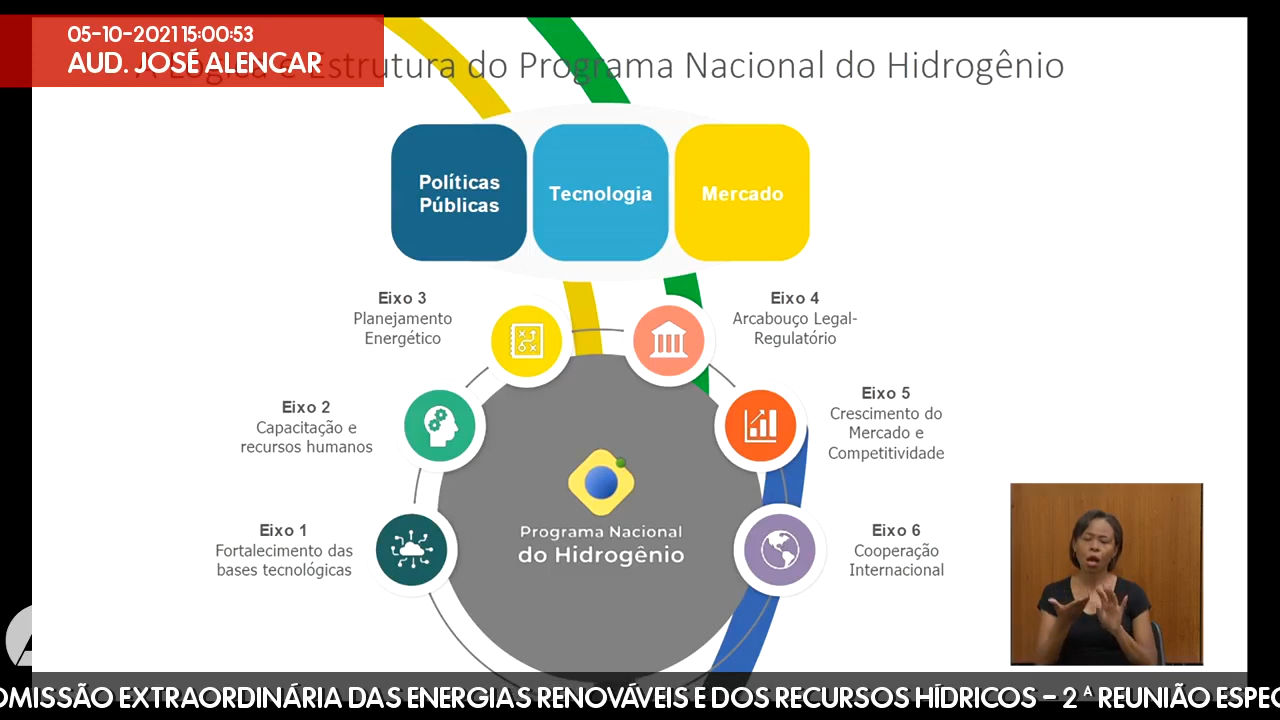 05-10-2021 15:00:53
AUD. JOSÉ ALENCAR
A Lógica e Estrutura do Programa Nacional do Hidrogênio
Políticas
Públicas
Tecnologia
Mercado
Eixo 3
Planejamento
Energético
Eixo 4
Arcabouço Legal-
Regulatório
Eixo 2
Capacitação e
recursos humanos
Eixo 5
Crescimento do
Mercado e
Competitividade
Eixo 1
Fortalecimento das
bases tecnológicas
Programa Nacional
do Hidrogênio
Eixo 6
Cooperação
Internacional
OMISSÃO EXTRAORDINÁRIA DAS ENERGIAS RENOVÁVEIS E DOS RECURSOS HÍDRICOS – 2ª REUNIÃO ESPEC